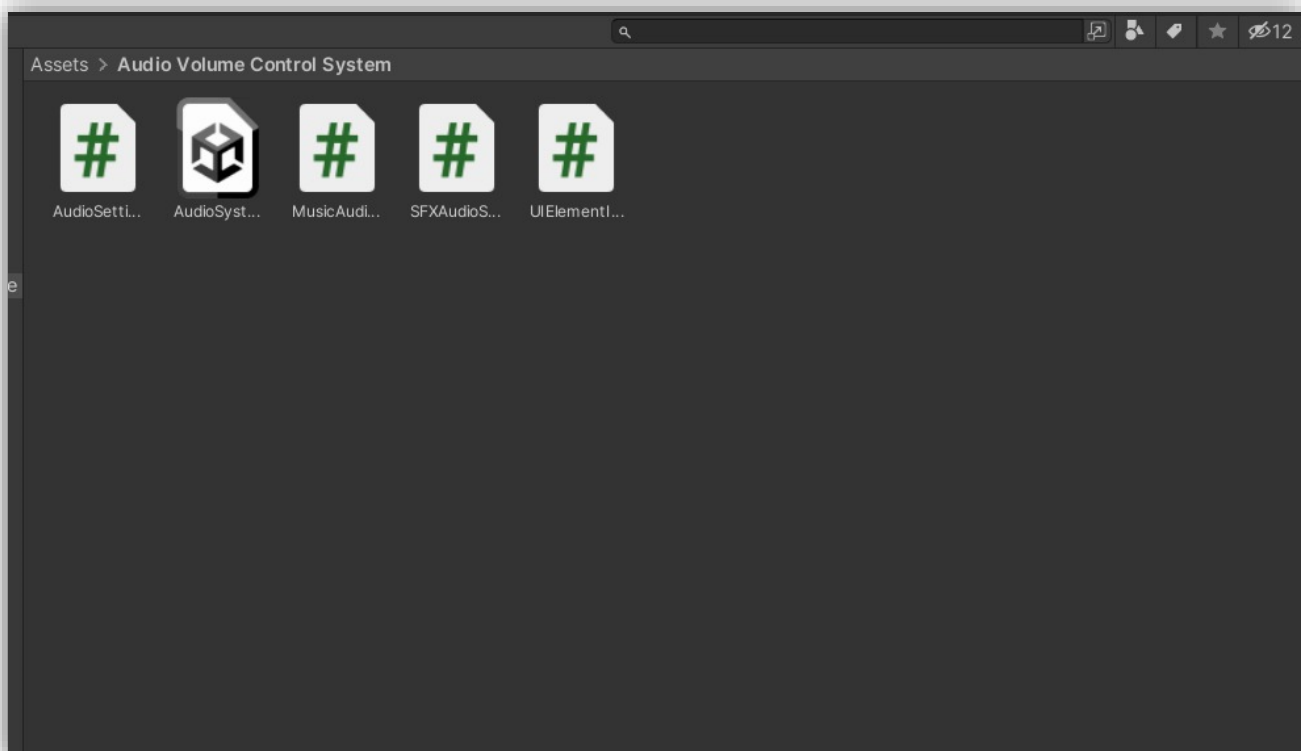 12
Assets > Audio Volume Control System
AudioSetti... AudioSyst... MusicAudi... SFXAudioS... UIElementI...
e